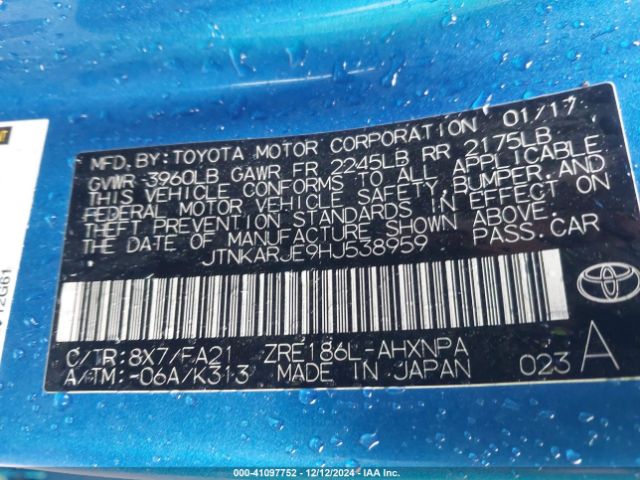 01/17
MFD. BY: TOYOTA MOTOR CORPORATION
GVWR 3960LB GAWR FR 2245LB RR 2175LB
THIS VEHICLE CONFORMS TO ALL APPLICABLE
FEDERAL MOTOR VEHICLE SAFETY, BUMPER, AND
THEFT PREVENTION STANDARDS IN EFFECT ON
THE DATE OF MANUFACTURE SHOWN ABOVE.
JTNKARJE9HJ538959 PASS. CAR
TOYOTA
C/TR: 8X7/FA21 ZRE186L-AHXNPA
A/TM: -06A/K313 MADE IN JAPAN 023 A
000-41097752 - 12/12/2024 - IAA Inc.